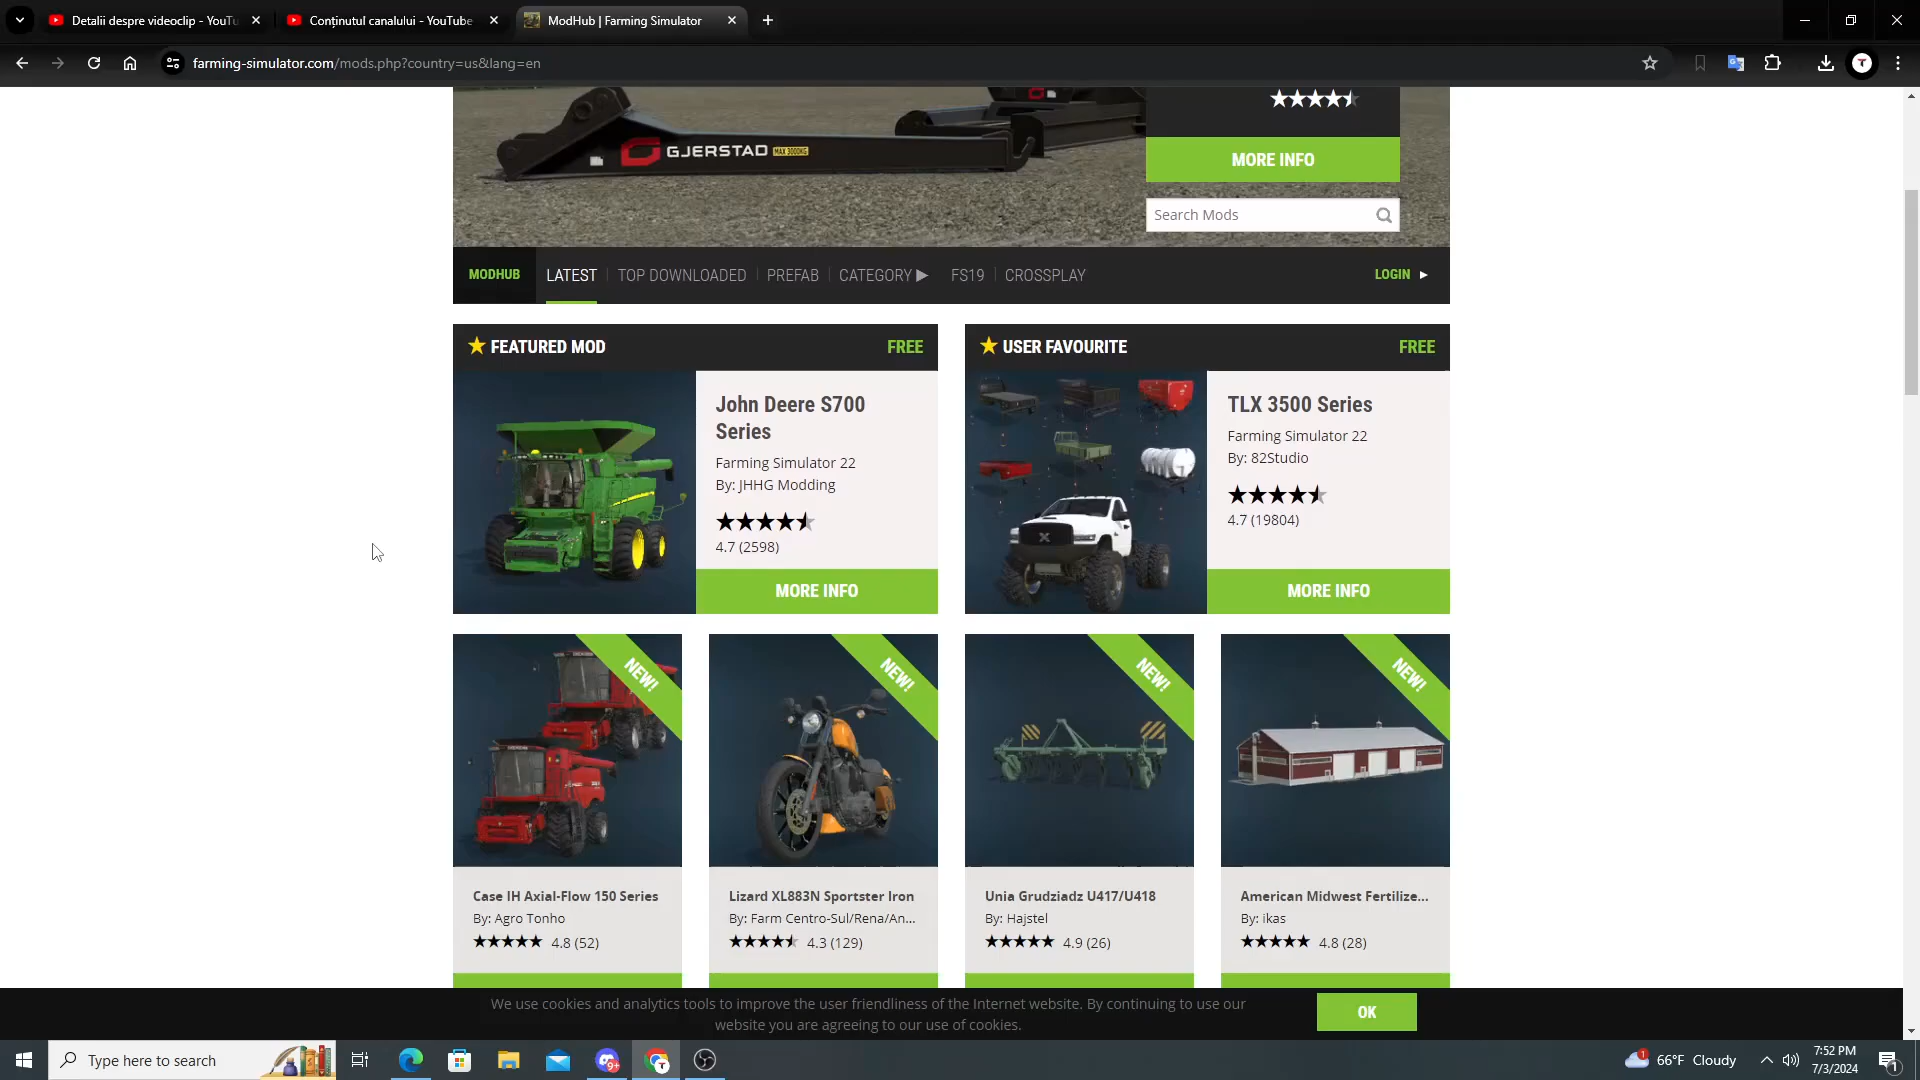 Detalii despre videoclip - YouTu
Conținutul canalului - YouTube
ModHub | Farming Simulator
farming-simulator.com/mods.php?country=us&lang=en
T
GJERSTAD MAX 3000KG
MORE INFO
Search Mods
MODHUB
LATEST
TOP DOWNLOADED
PREFAB
CATEGORY ▶
FS19
CROSSPLAY
LOGIN ▶
FEATURED MOD
FREE
USER FAVOURITE
FREE
John Deere S700
Series
Farming Simulator 22
By: JHHG Modding
4.7 (2598)
MORE INFO
TLX 3500 Series
Farming Simulator 22
By: 82Studio
4.7 (19804)
MORE INFO
NEW!
NEW!
NEW!
NEW!
Case IH Axial-Flow 150 Series
By: Agro Tonho
4.8 (52)
Lizard XL883N Sportster Iron
By: Farm Centro-Sul/Rena/An...
4.3 (129)
Unia Grudziadz U417/U418
By: Hajstel
4.9 (26)
American Midwest Fertilize...
By: ikas
4.8 (28)
We use cookies and analytics tools to improve the user friendliness of the Internet website. By continuing to use our
website you are agreeing to our use of cookies.
OK
Type here to search
9+
T
1
66°F Cloudy
7:52 PM
7/3/2024
1